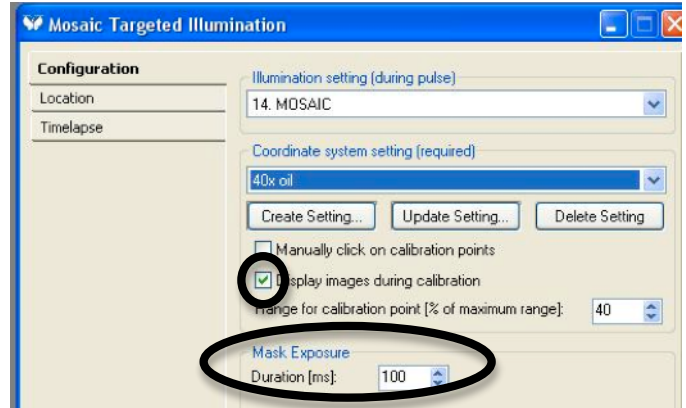 Mosaic Targeted Illumination
Configuration
Location
Timelapse
Illumination setting (during pulse)
14. MOSAIC
Coordinate system setting (required)
40x oil
Create Setting... Update Setting... Delete Setting
Manually click on calibration points
Display images during calibration
range for calibration point [% of maximum range]: 40
Mask Exposure
Duration [ms]: 100